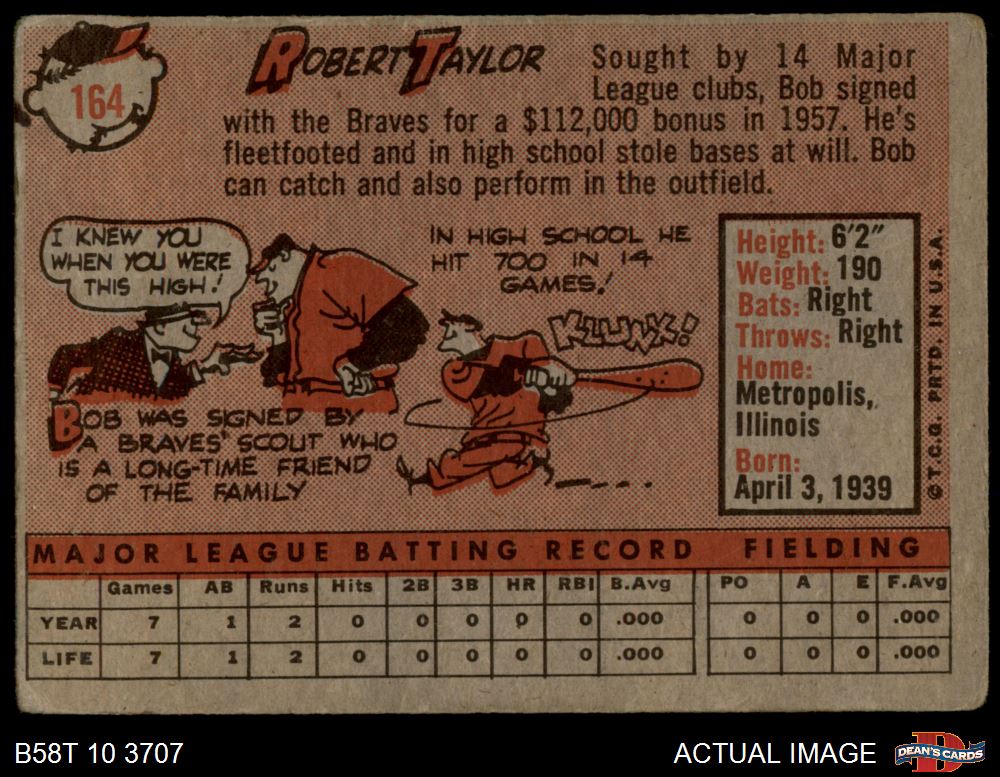 164
ROBERT TAYLOR
Sought by 14 Major
League clubs, Bob signed
with the Braves for a $112,000 bonus in 1957. He's
fleetfooted and in high school stole bases at will. Bob
can catch and also perform in the outfield.
I KNEW YOU
WHEN YOU WERE
THIS HIGH!
BOB WAS SIGNED BY
A BRAVES' SCOUT WHO
IS A LONG-TIME FRIEND
OF THE FAMILY
IN HIGH SCHOOL HE
HIT 700 IN 14
GAMES!
KLUNK!
Height: 6'2"
Weight: 190
Bats: Right
Throws: Right
Home:
Metropolis,
Illinois
Born:
April 3, 1939
©T.C.G. PRTD. IN U.S.A.
MAJOR LEAGUE BATTING RECORD FIELDING
Games AB Runs Hits 2B 3B HR RBI B.Avg PO A E F.Avg
YEAR 7 1 2 0 0 0 0 0 .000 0 0 0 .000
LIFE 7 1 2 0 0 0 0 0 .000 0 0 0 .000
B58T 10 3707 ACTUAL IMAGE
D
DEAN'S CARDS